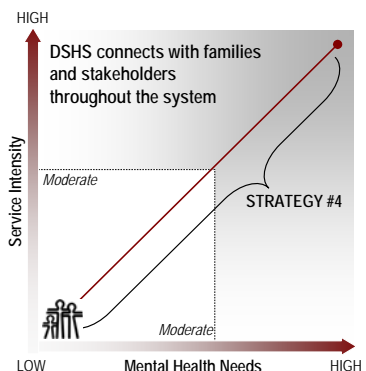 HIGH
DSHS connects with families
and stakeholders
throughout the system
Service Intensity
Moderate
STRATEGY #4
Moderate
LOW
Mental Health Needs
HIGH